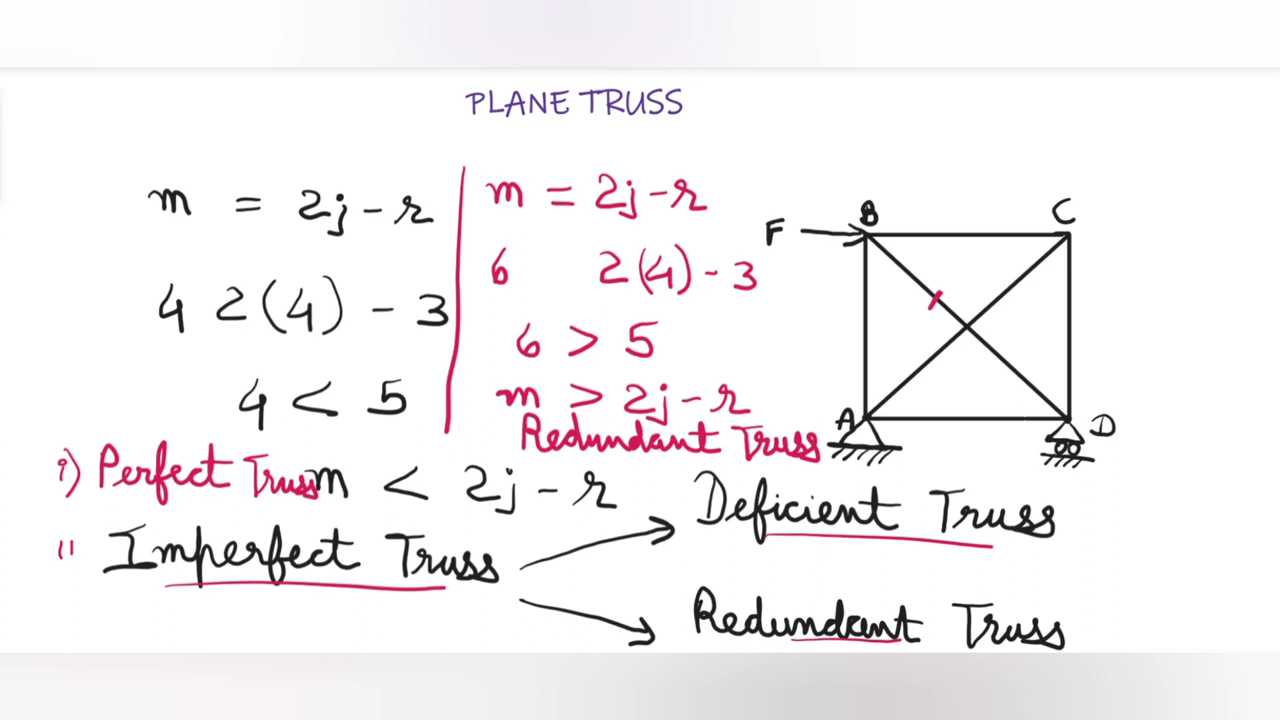 PLANE TRUSS
m = 2j - r
4 2(4) - 3
4 < 5
m = 2j - r
6 2(4) - 3
6 > 5
m > 2j - r
Redundant Truss
F
B
C
A
D
i) Perfect Truss
m < 2j - r
11 Imperfect Truss
Deficient Truss
Redundant Truss